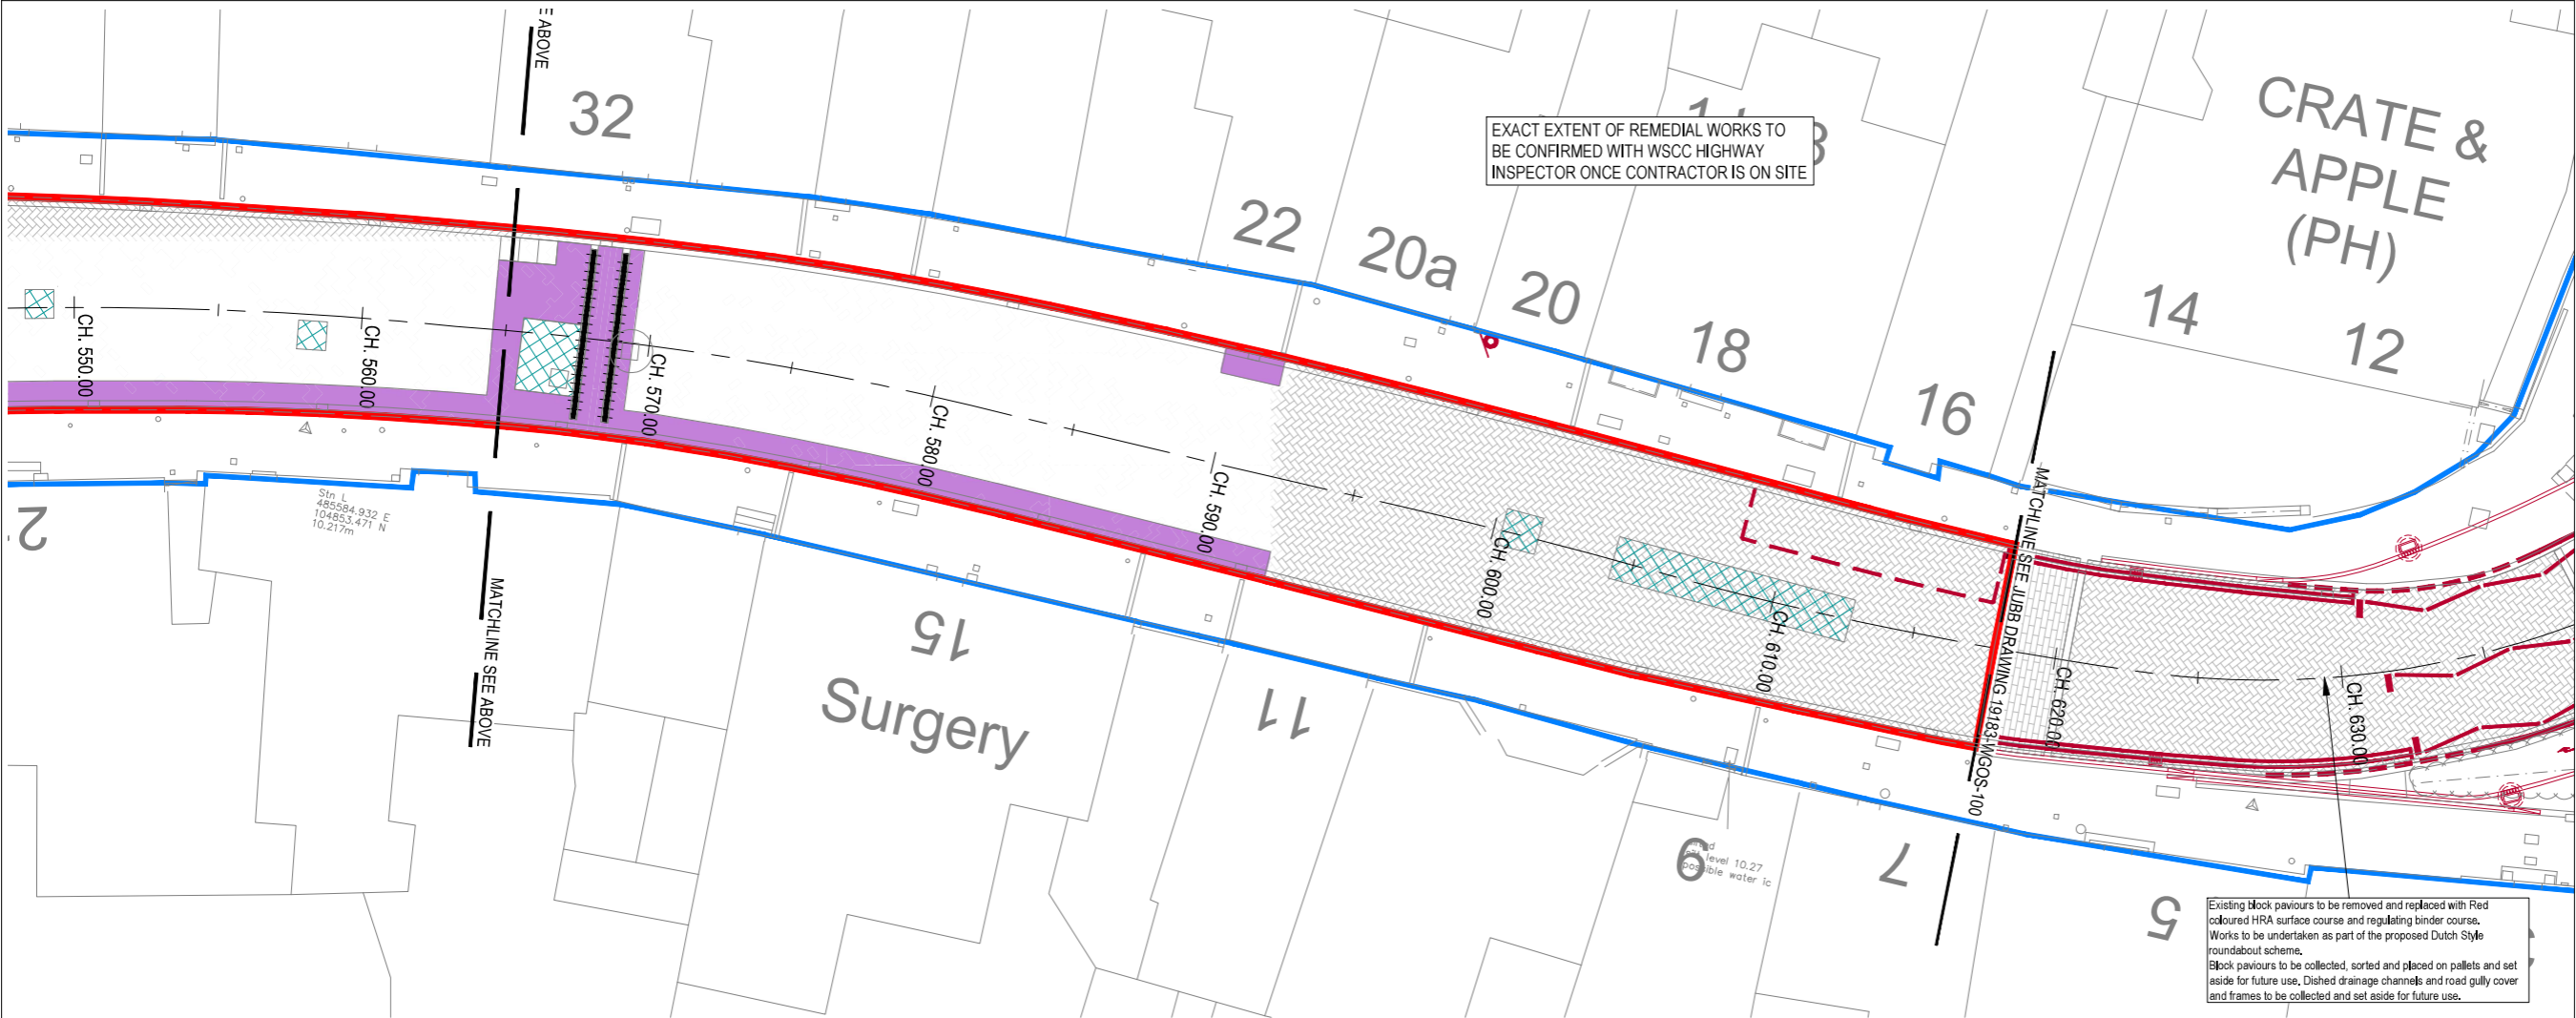 E ABOVE
32
EXACT EXTENT OF REMEDIAL WORKS TO
BE CONFIRMED WITH WSCC HIGHWAY
INSPECTOR ONCE CONTRACTOR IS ON SITE
CRATE &
APPLE
(PH)
22
20a
20
18
16
14
12
CH. 550.00
CH. 560.00
CH. 570.00
CH. 580.00
CH. 590.00
CH. 600.00
CH. 610.00
CH. 620.00
CH. 630.00
MATCHLINE SEE JUBB DRAWING 19183-WGOS-100
Stn L
485584.932 E
104853.471 N
10.217m
2
MATCHLINE SEE ABOVE
15
Surgery
11
9
level 10.27
possible water ic
7
5
Existing block paviours to be removed and replaced with Red
coloured HRA surface course and regulating binder course.
Works to be undertaken as part of the proposed Dutch Style
roundabout scheme.
Block paviours to be collected, sorted and placed on pallets and set
aside for future use. Dished drainage channels and road gully cover
and frames to be collected and set aside for future use.